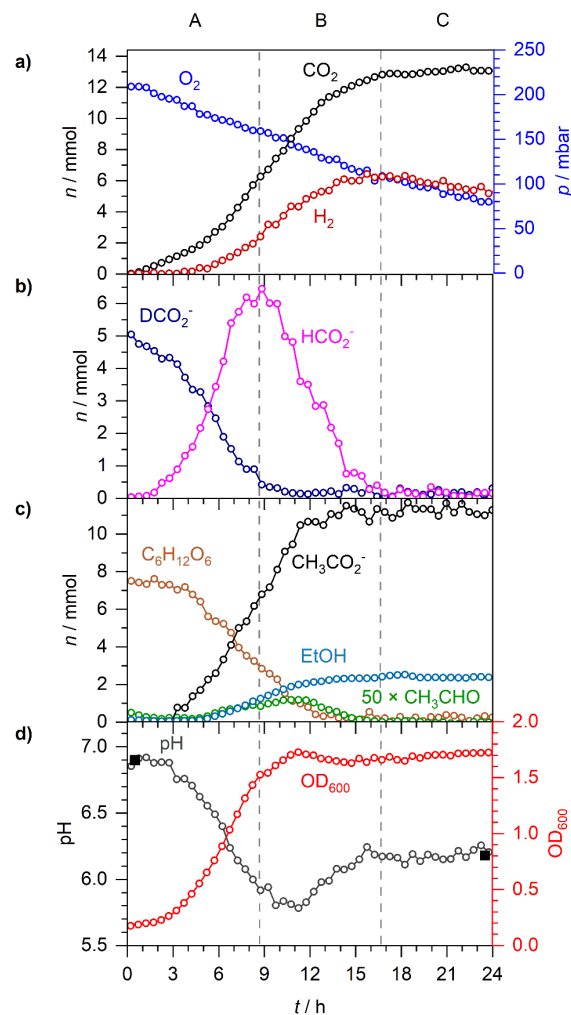 A B C
a)
14
12
10
8
6
4
2
0
n / mmol
O₂
CO₂
H₂
250
200
150
100
50
0
p / mbar
b)
6
5
4
3
2
1
0
n / mmol
DCO₂⁻
HCO₂⁻
c)
10
8
6
4
2
0
n / mmol
C₆H₁₂O₆
CH₃CO₂⁻
EtOH
50 × CH₃CHO
d)
7.0
6.5
6.0
5.5
pH
pH
OD₆₀₀
2.0
1.5
1.0
0.5
0.0
OD₆₀₀
0 3 6 9 12 15 18 21 24
t / h